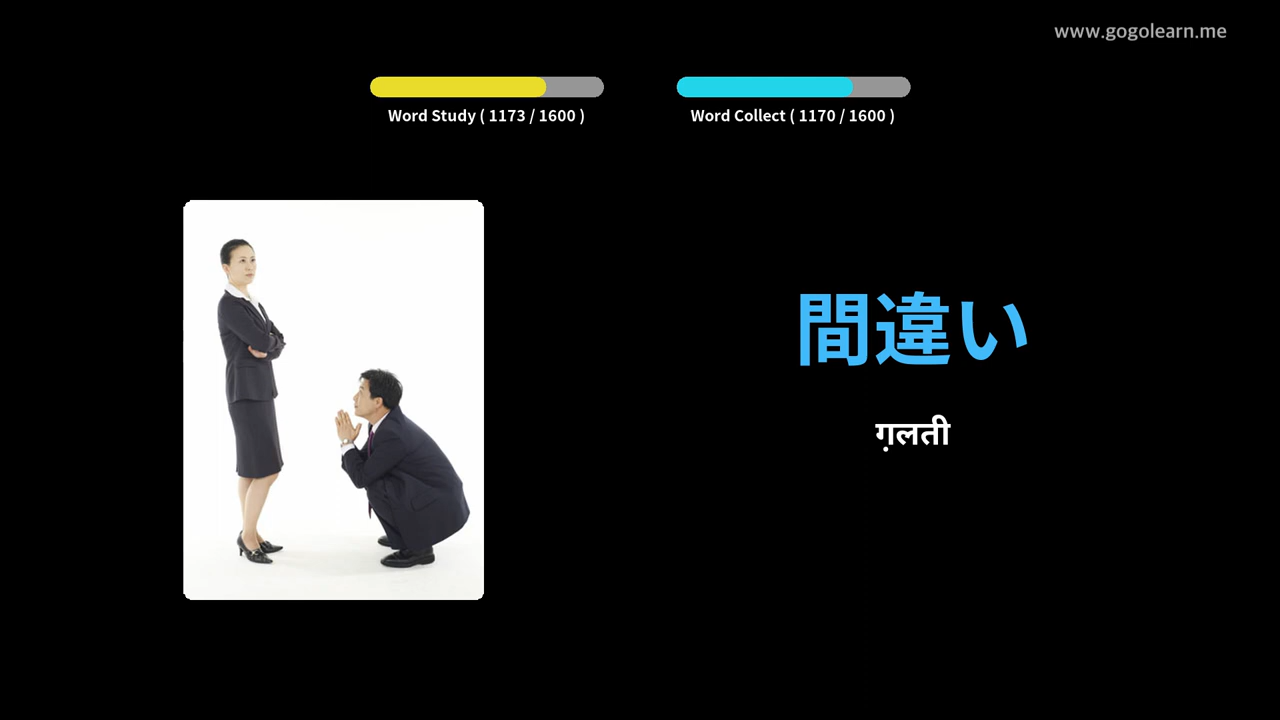 www.gogolearn.me
Word Study ( 1173 / 1600 )
Word Collect ( 1170 / 1600 )
間違い
ग़लती